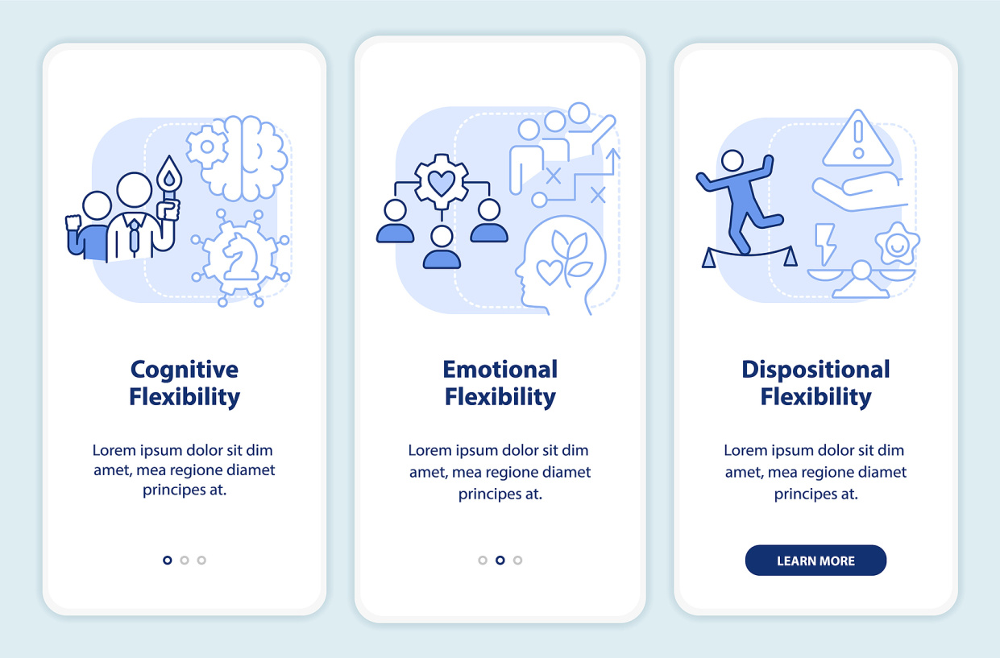 Cognitive
Flexibility
Lorem ipsum dolor sit dim
amet, mea regione diamet
principes at.
Emotional
Flexibility
Lorem ipsum dolor sit dim
amet, mea regione diamet
principes at.
Dispositional
Flexibility
Lorem ipsum dolor sit dim
amet, mea regione diamet
principes at.
LEARN MORE